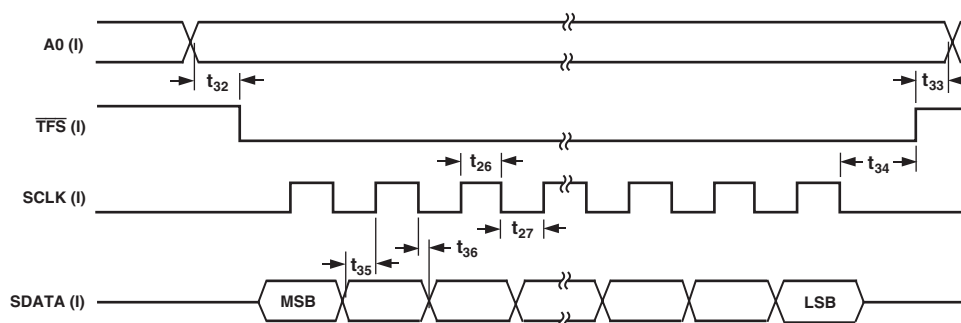 A0 (I)
t32
t33
TFS (I)
t26
t34
SCLK (I)
t27
t36
t35
SDATA (I)
MSB
LSB